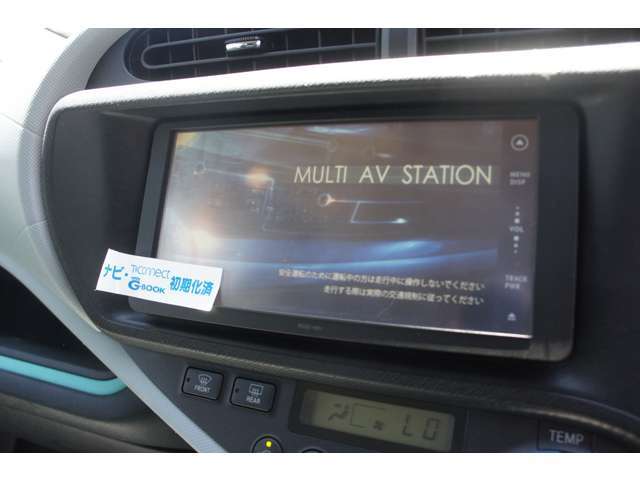 MULTI AV STATION
安全運転のために運転中の方は走行中に操作しないでください
走行する際は実際の交通規制に従ってください
MENU
DISP
VOL
TRACK
PWR
ナビ・T-Connect
G-BOOK
初期化済
FRONT
REAR
LO
TEMP